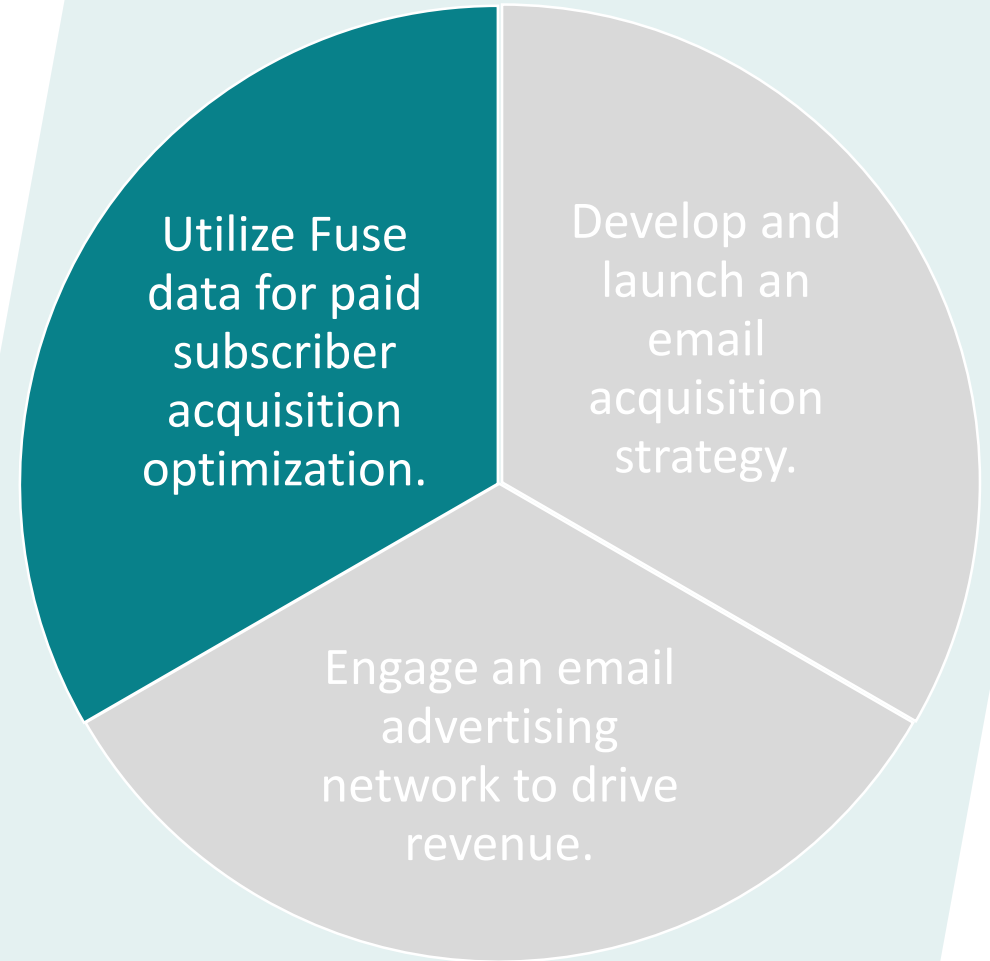 Utilize Fuse
data for paid
subscriber
acquisition
optimization.
Develop and
launch an
email
acquisition
strategy.
Engage an email
advertising
network to drive
revenue.